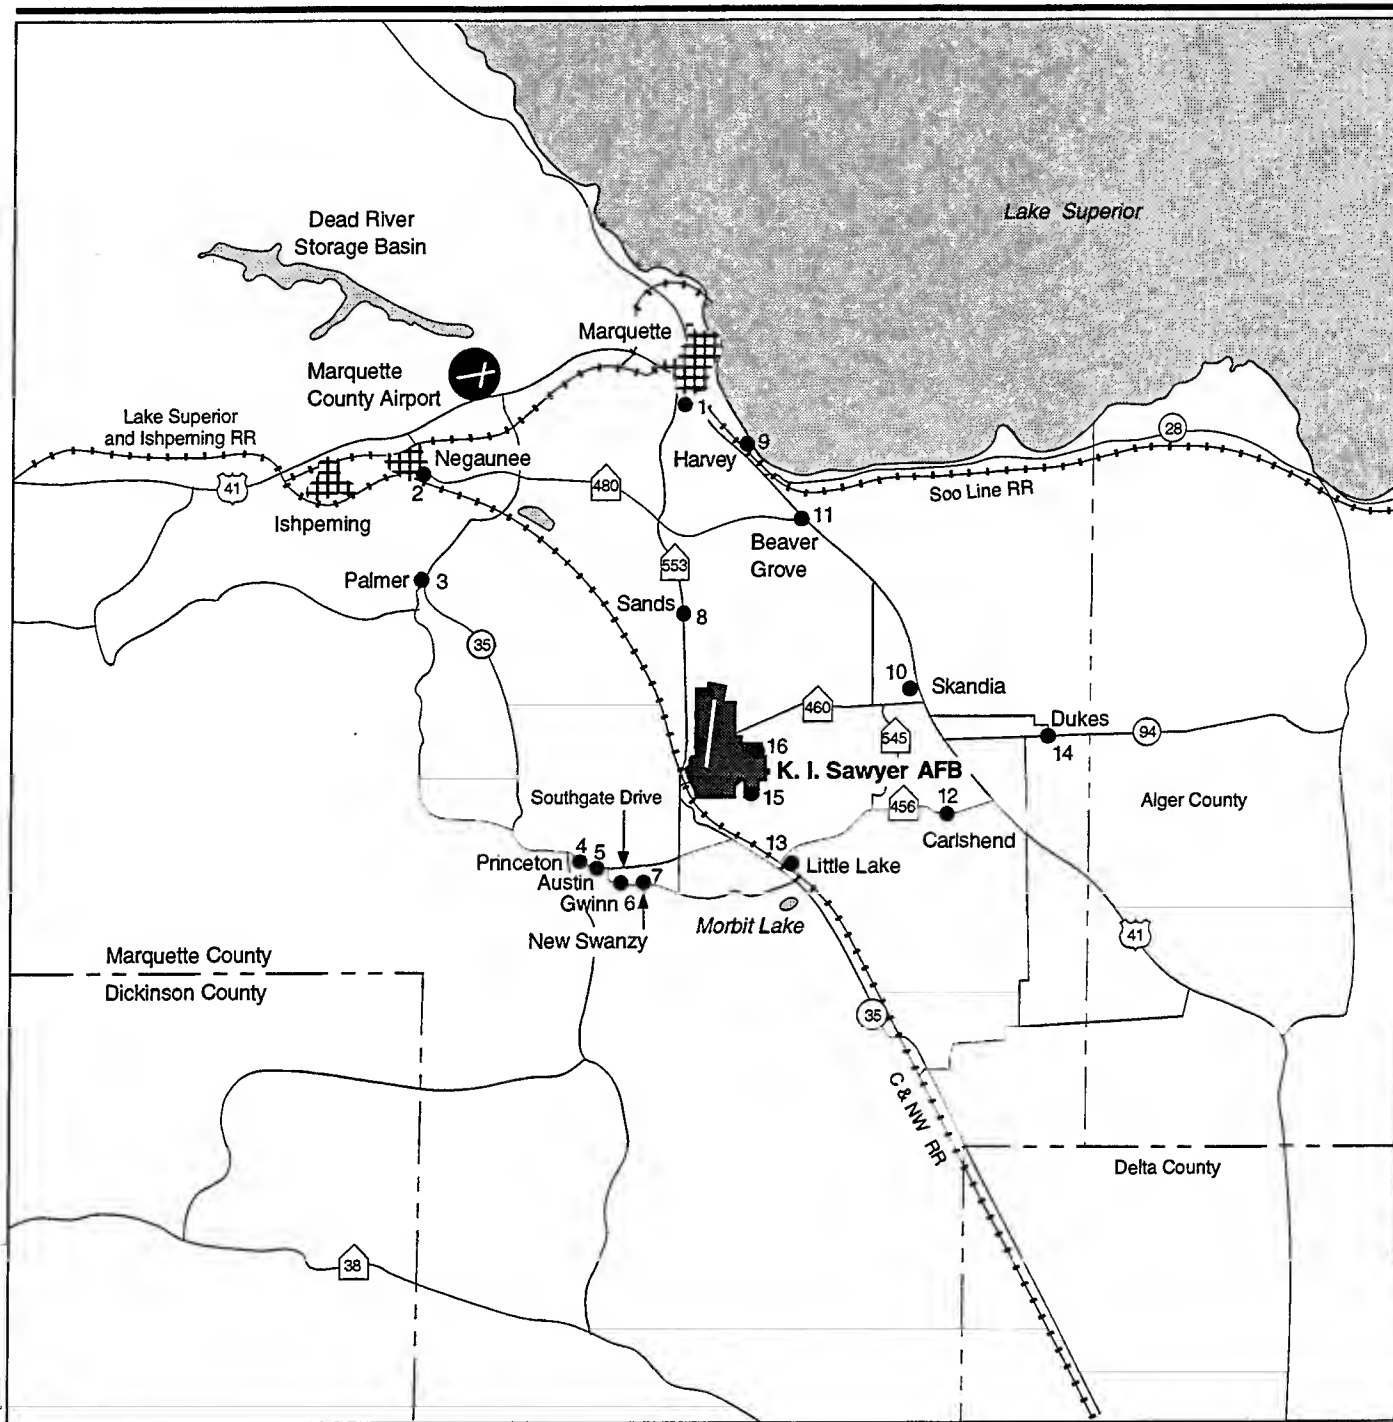 Lake Superior
Dead River
Storage Basin
Marquette
Marquette
County Airport
1
Lake Superior
and Ishpeming RR
28
9
Harvey
Negaunee
41
2
480
Soo Line RR
Ishpeming
11
Beaver
Grove
553
Palmer
3
Sands
8
35
10
Skandia
460
Dukes
545
94
14
16
K. I. Sawyer AFB
15
Southgate Drive
456
12
Alger County
Carlshend
4
5
13
Princeton
Little Lake
Austin
7
Gwinn 6
Morbit Lake
New Swanzy
41
Marquette County
Dickinson County
35
C & NW RR
Delta County
38